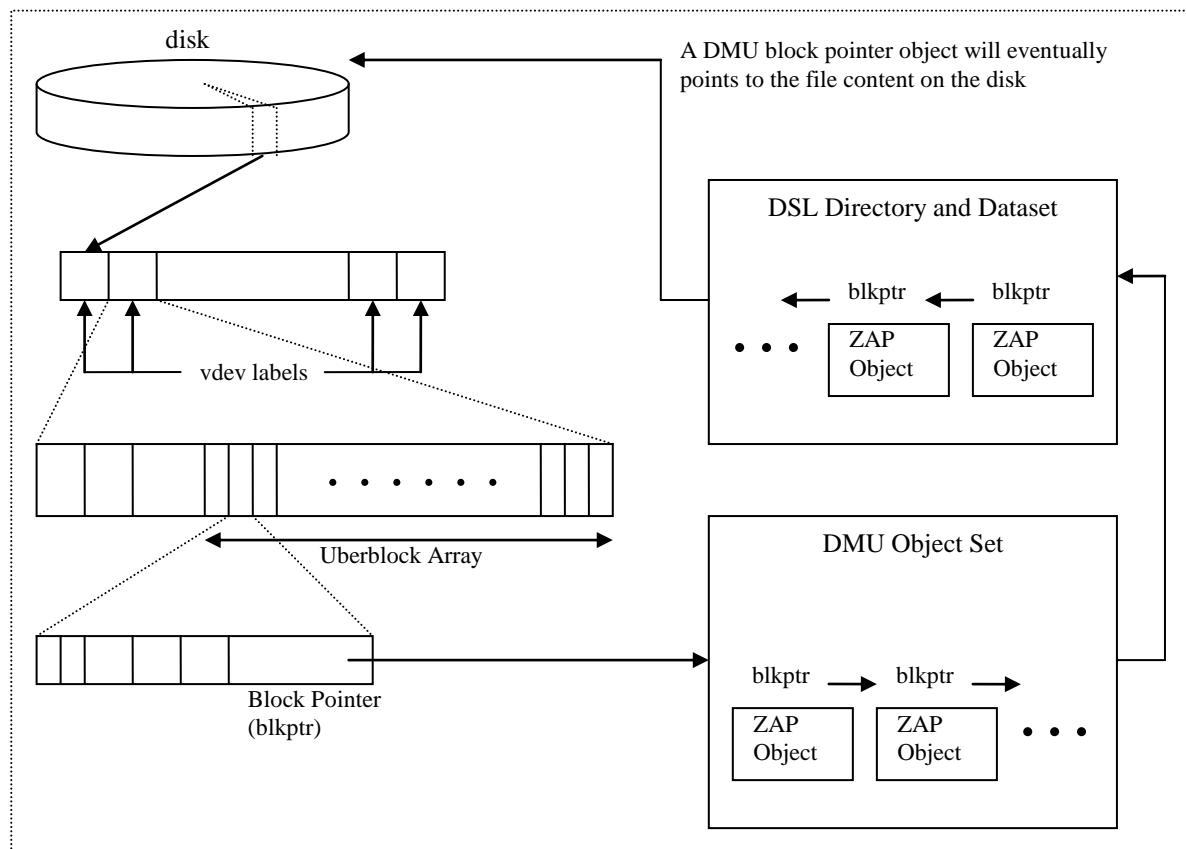 disk
A DMU block pointer object will eventually
points to the file content on the disk
DSL Directory and Dataset
blkptr
blkptr
ZAP
Object
ZAP
Object
vdev labels
Uberblock Array
DMU Object Set
Block Pointer
(blkptr)
blkptr
blkptr
ZAP
Object
ZAP
Object